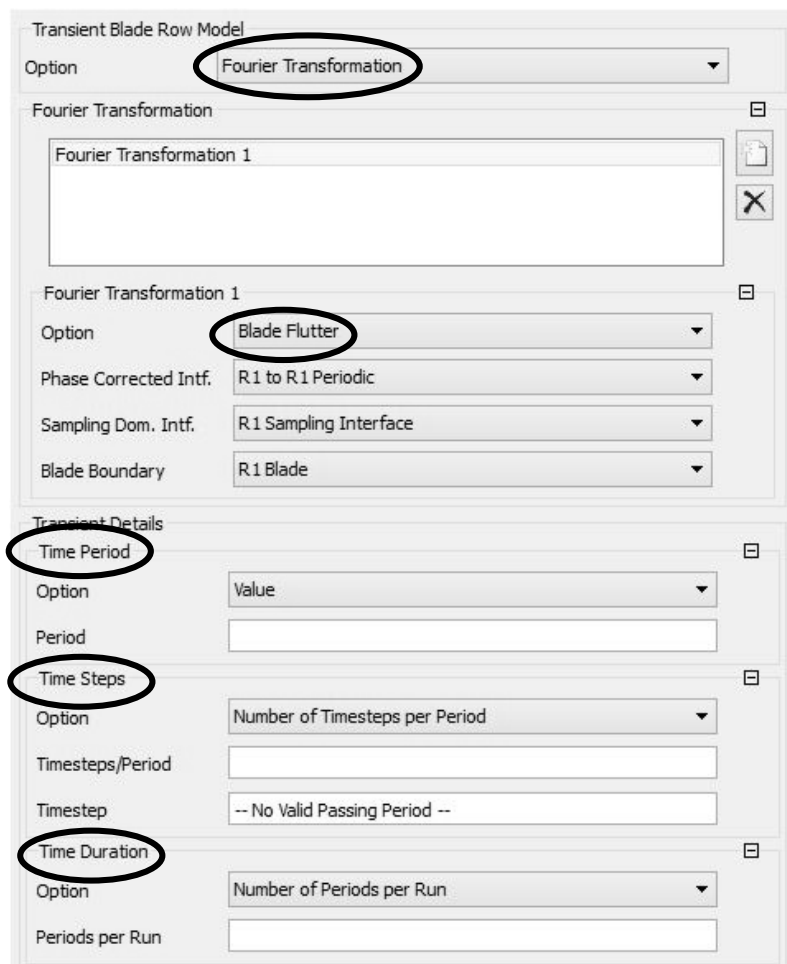 Transient Blade Row Model
Option Fourier Transformation
Fourier Transformation
Fourier Transformation 1
Fourier Transformation 1
Option Blade Flutter
Phase Corrected Intf. R1 to R1 Periodic
Sampling Dom. Intf. R1 Sampling Interface
Blade Boundary R1 Blade
Transient Details
Time Period
Option Value
Period
Time Steps
Option Number of Timesteps per Period
Timesteps/Period
Timestep -- No Valid Passing Period --
Time Duration
Option Number of Periods per Run
Periods per Run